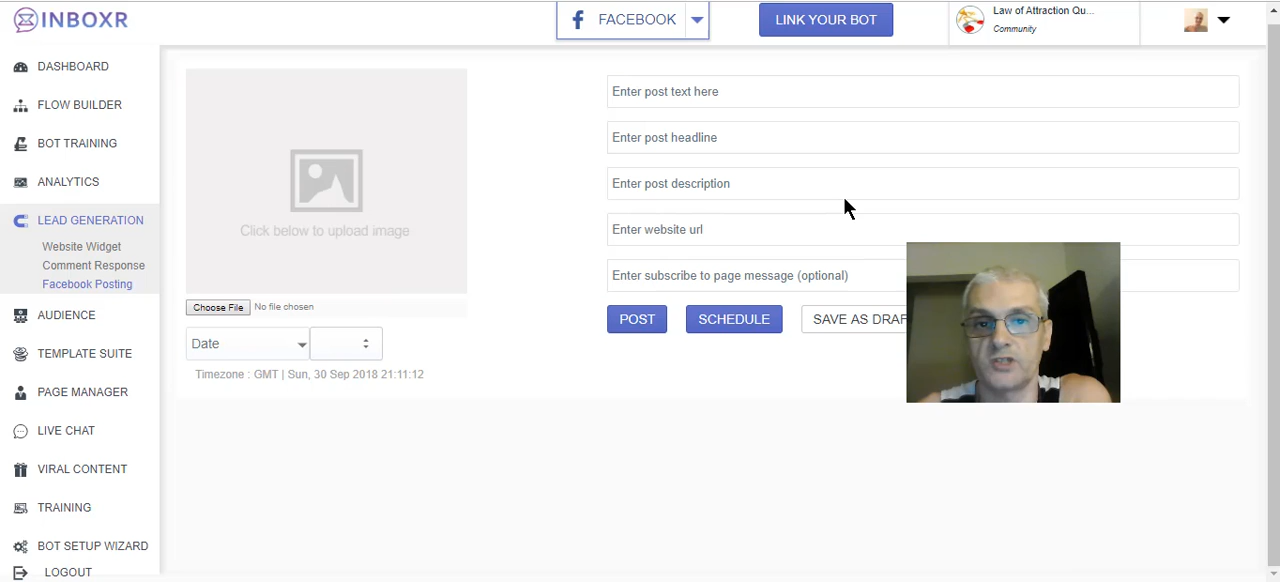 INBOXR
FACEBOOK
LINK YOUR BOT
Law of Attraction Qu...
Community
DASHBOARD
FLOW BUILDER
BOT TRAINING
ANALYTICS
LEAD GENERATION
Website Widget
Comment Response
Facebook Posting
AUDIENCE
TEMPLATE SUITE
PAGE MANAGER
LIVE CHAT
VIRAL CONTENT
TRAINING
BOT SETUP WIZARD
LOGOUT
Click below to upload image
Choose File No file chosen
Date
Timezone : GMT | Sun, 30 Sep 2018 21:11:12
Enter post text here
Enter post headline
Enter post description
Enter website url
Enter subscribe to page message (optional)
POST
SCHEDULE
SAVE AS DRAF